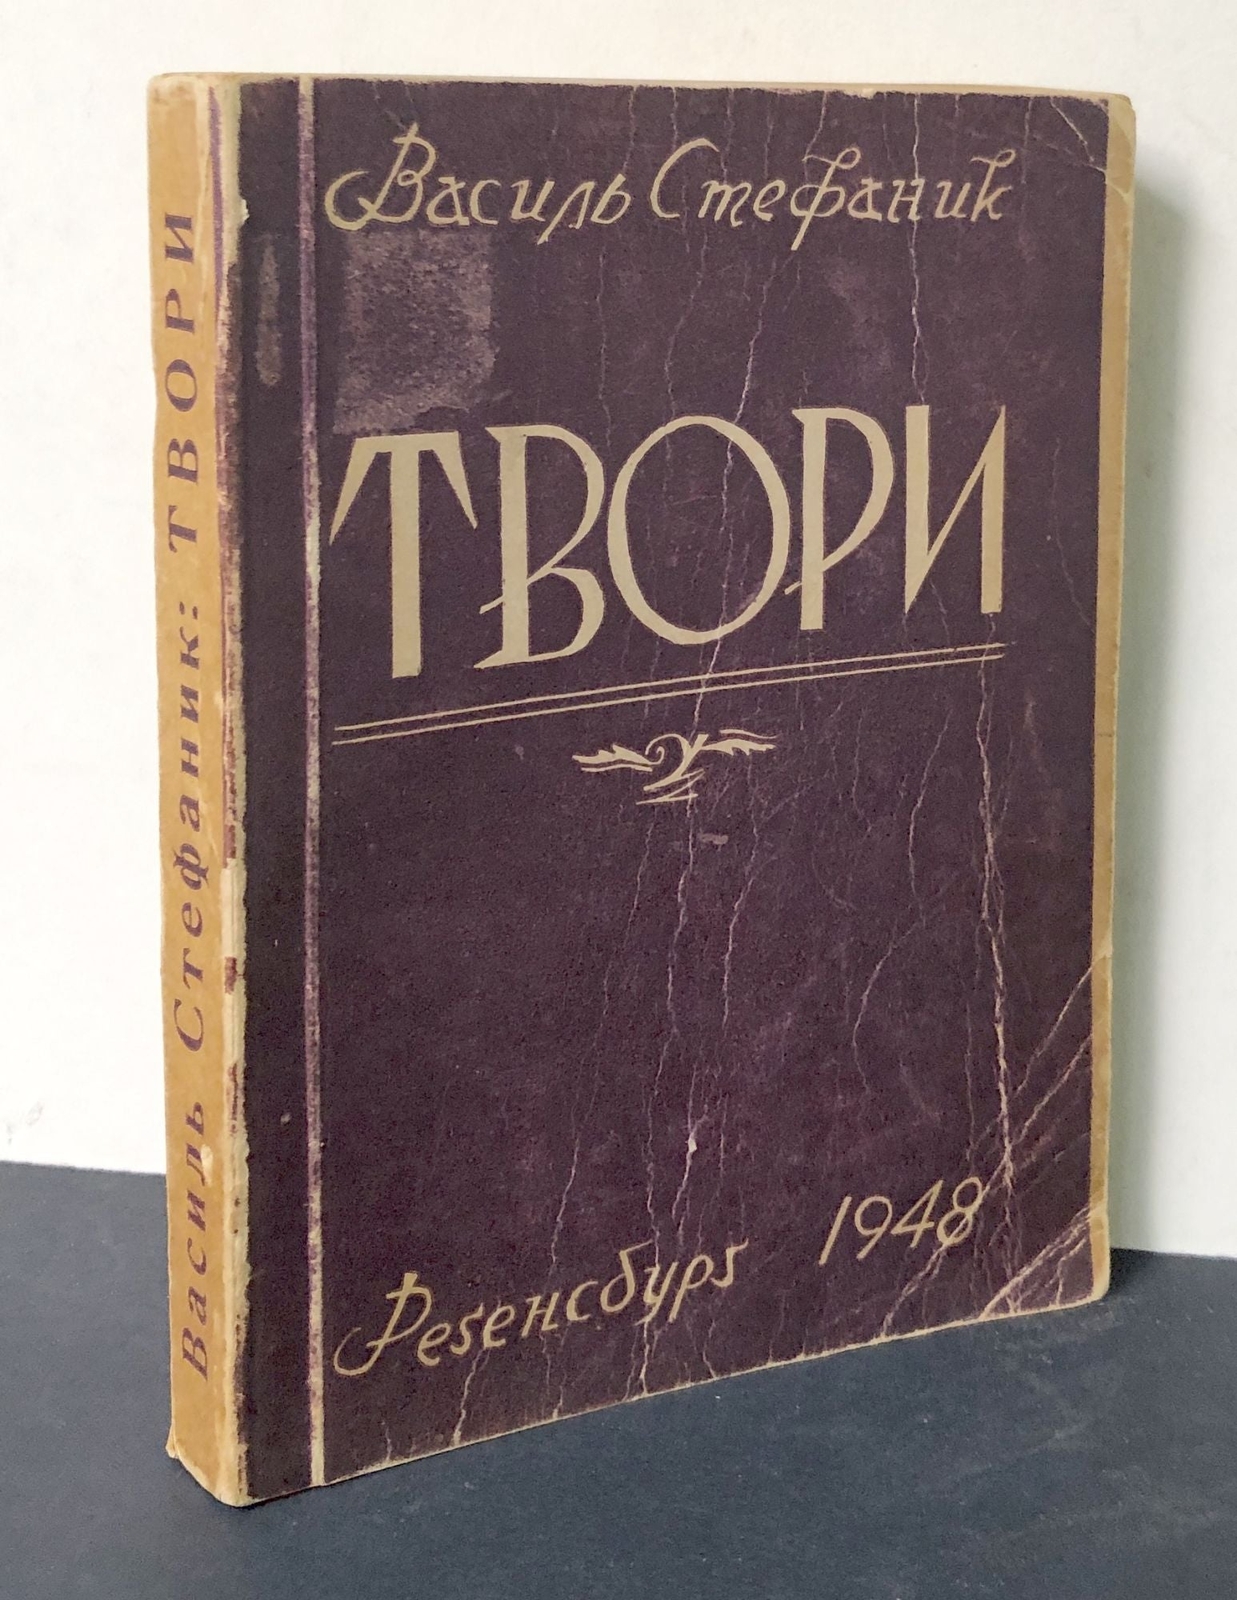 Василь Стефаник: ТВОРИ
Василь Стефаник
ТВОРИ
Реґенсбурґ 1948